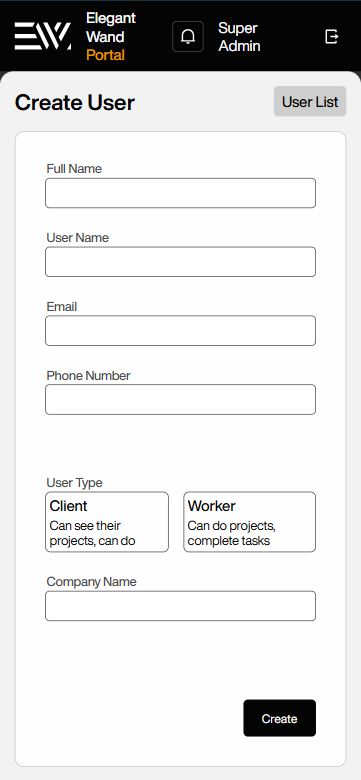 EW.
Elegant
Wand
Portal
Super
Admin
Create User
User List
Full Name
User Name
Email
Phone Number
User Type
Client
Can see their
projects, can do
Worker
Can do projects,
complete tasks
Company Name
Create